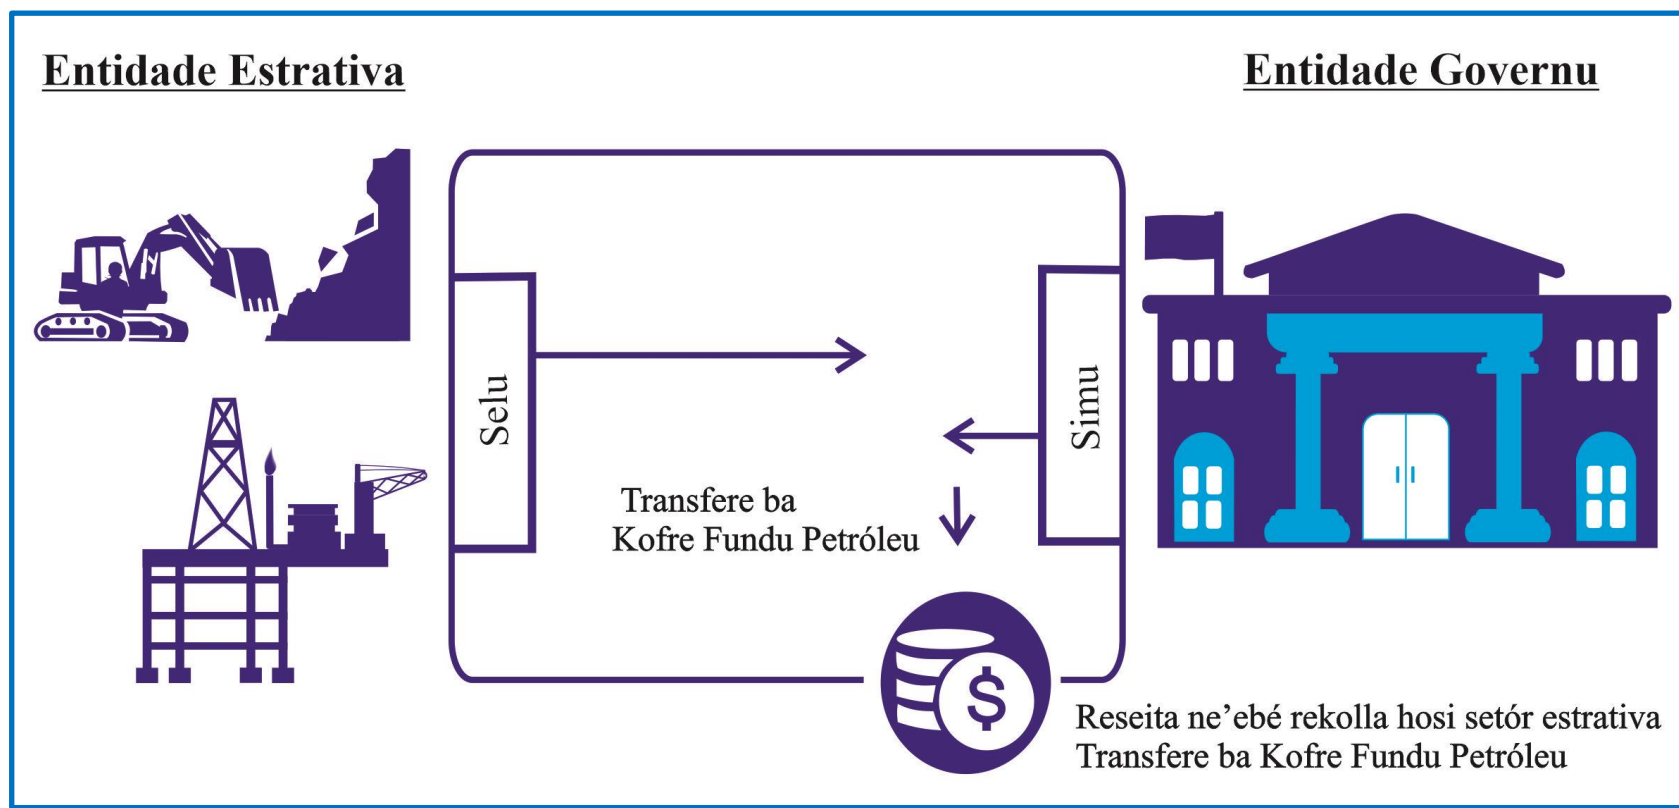 Entidade Estrativa
Entidade Governu
Selu
Simu
Transfere ba
Kofre Fundu Petróleu
$
Reseita ne’ebé rekolla hosi setór estrativa
Transfere ba Kofre Fundu Petróleu